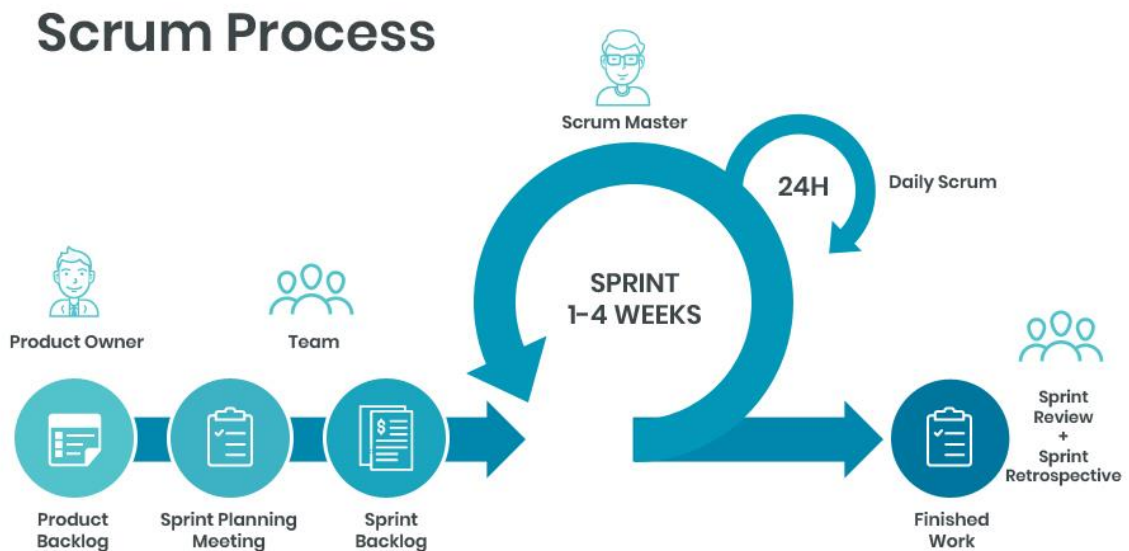 Scrum Process
Scrum Master
24H
Daily Scrum
SPRINT
1-4 WEEKS
Product Owner
Team
Product
Backlog
Sprint Planning
Meeting
$
Sprint
Backlog
Finished
Work
Sprint
Review
+
Sprint
Retrospective